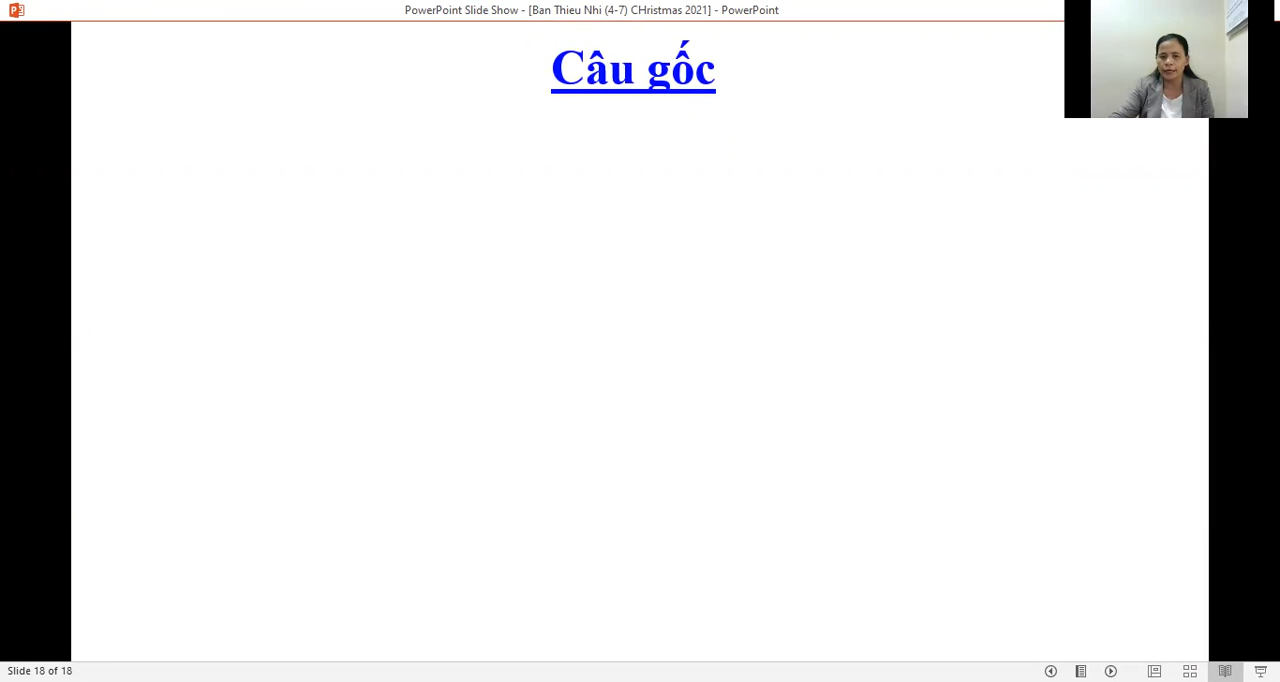 PowerPoint Slide Show - [Ban Thieu Nhi (4-7) CHristmas 2021] - PowerPoint
Câu gốc
Slide 18 of 18